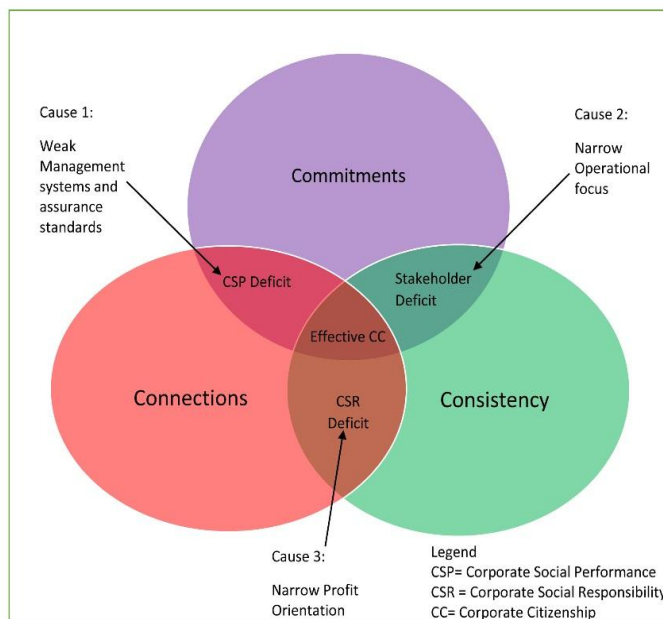 Cause 1:
Weak
Management
systems and
assurance
standards
Cause 2:
Narrow
Operational
focus
Commitments
CSP Deficit
Stakeholder
Deficit
Effective CC
Connections
CSR
Deficit
Consistency
Cause 3:
Narrow Profit
Orientation
Legend
CSP= Corporate Social Performance
CSR = Corporate Social Responsibility
CC= Corporate Citizenship